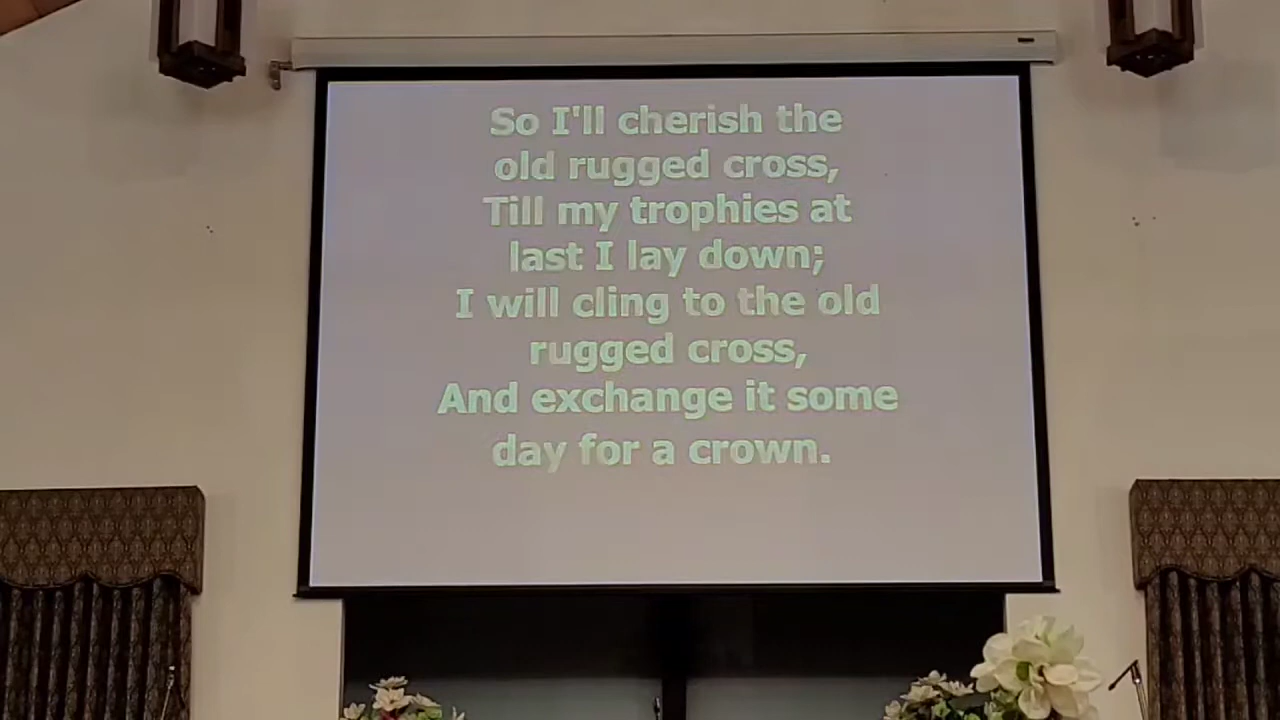 So I'll cherish the
old rugged cross,
Till my trophies at
last I lay down;
I will cling to the old
rugged cross,
And exchange it some
day for a crown.